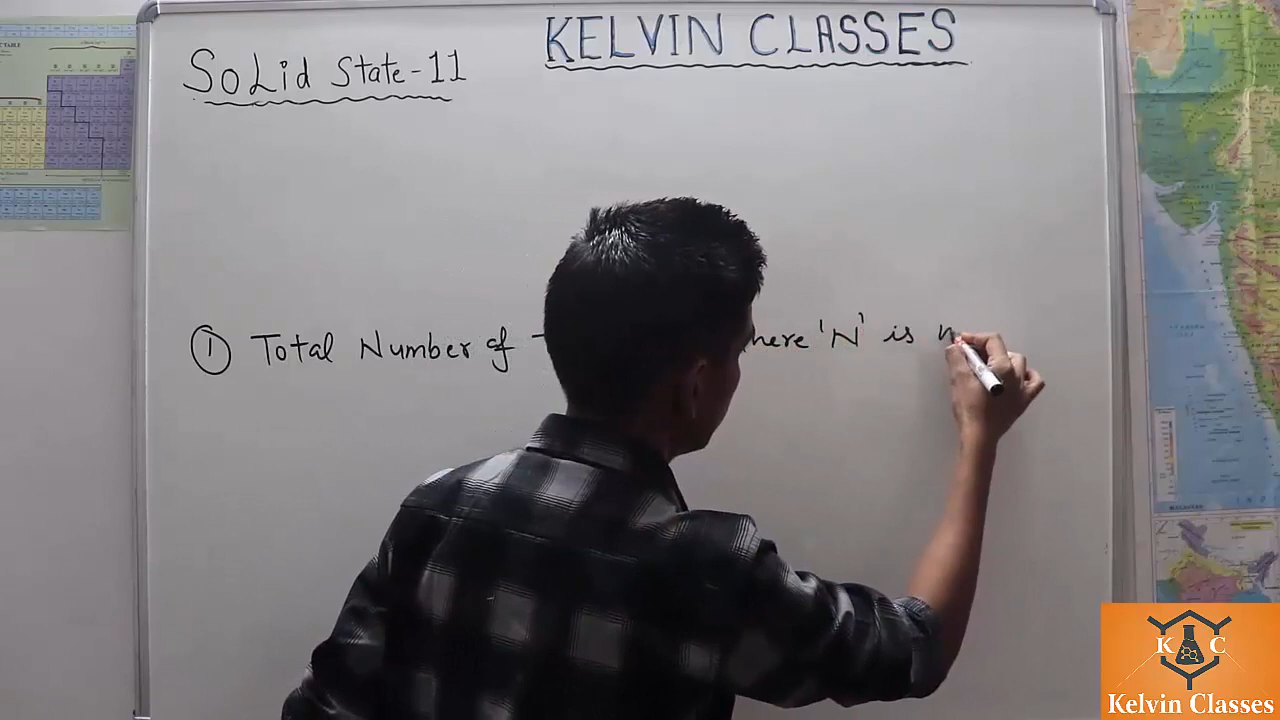 KELVIN CLASSES
SoLid State-11
① Total Number of
here 'N' is
K C
Kelvin Classes